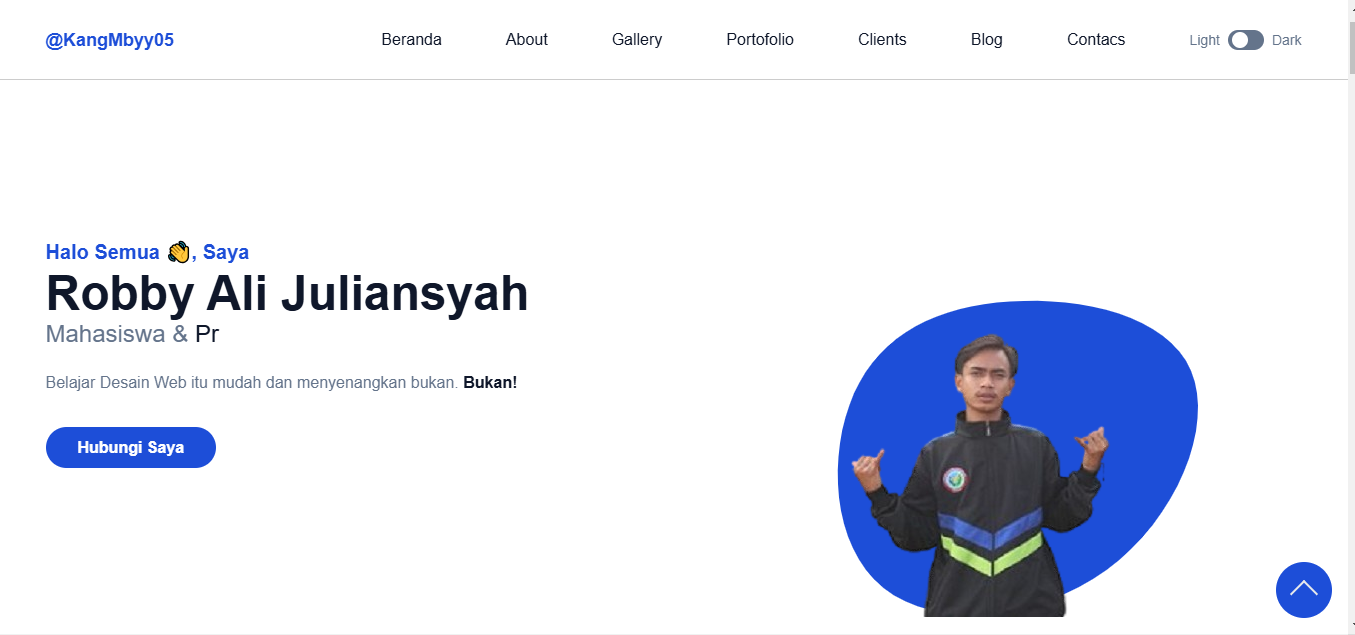 @KangMbyy05 Beranda About Gallery Portofolio Clients Blog Contacs Light Dark
Halo Semua 👋, Saya
Robby Ali Juliansyah
Mahasiswa & Pr
Belajar Desain Web itu mudah dan menyenangkan bukan. Bukan!
Hubungi Saya